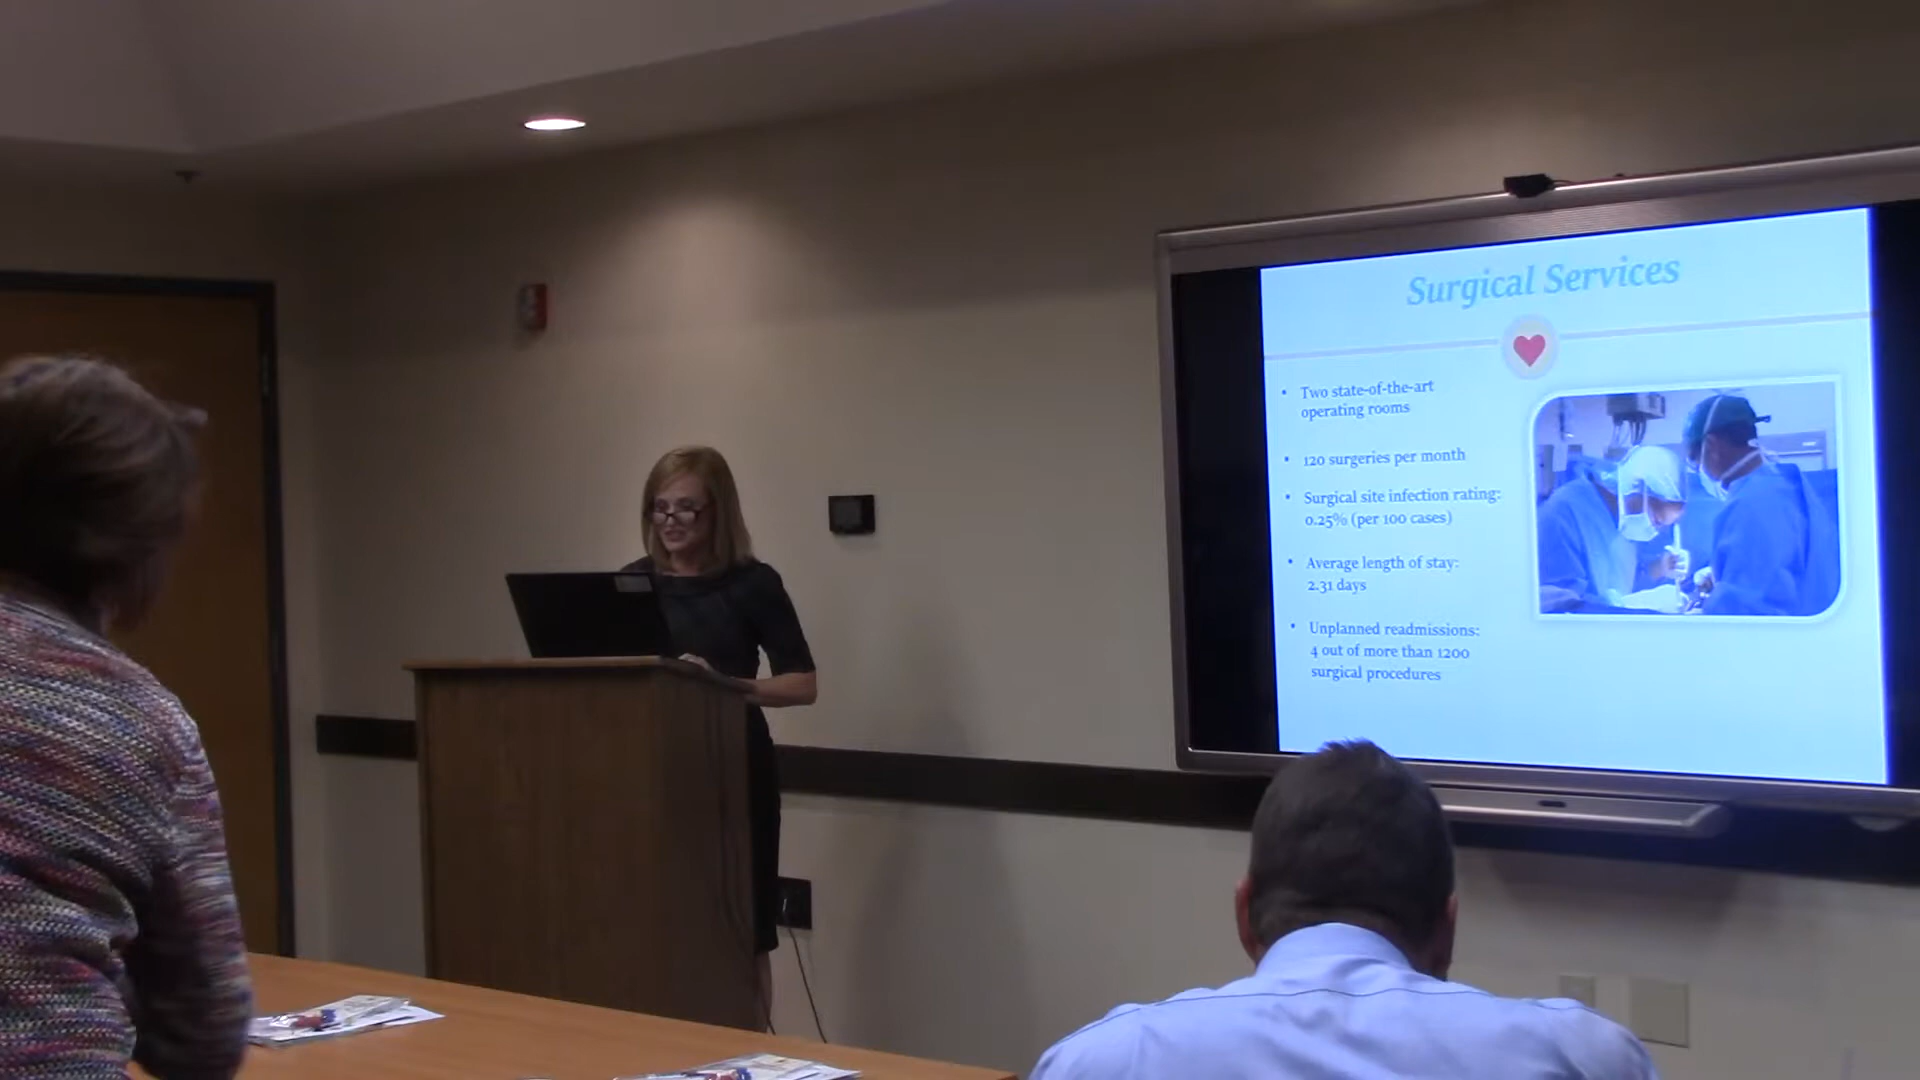 Surgical Services
• Two state-of-the-art
operating rooms
• 120 surgeries per month
• Surgical site infection rating:
0.25% (per 100 cases)
• Average length of stay:
2.31 days
• Unplanned readmissions:
4 out of more than 1200
surgical procedures